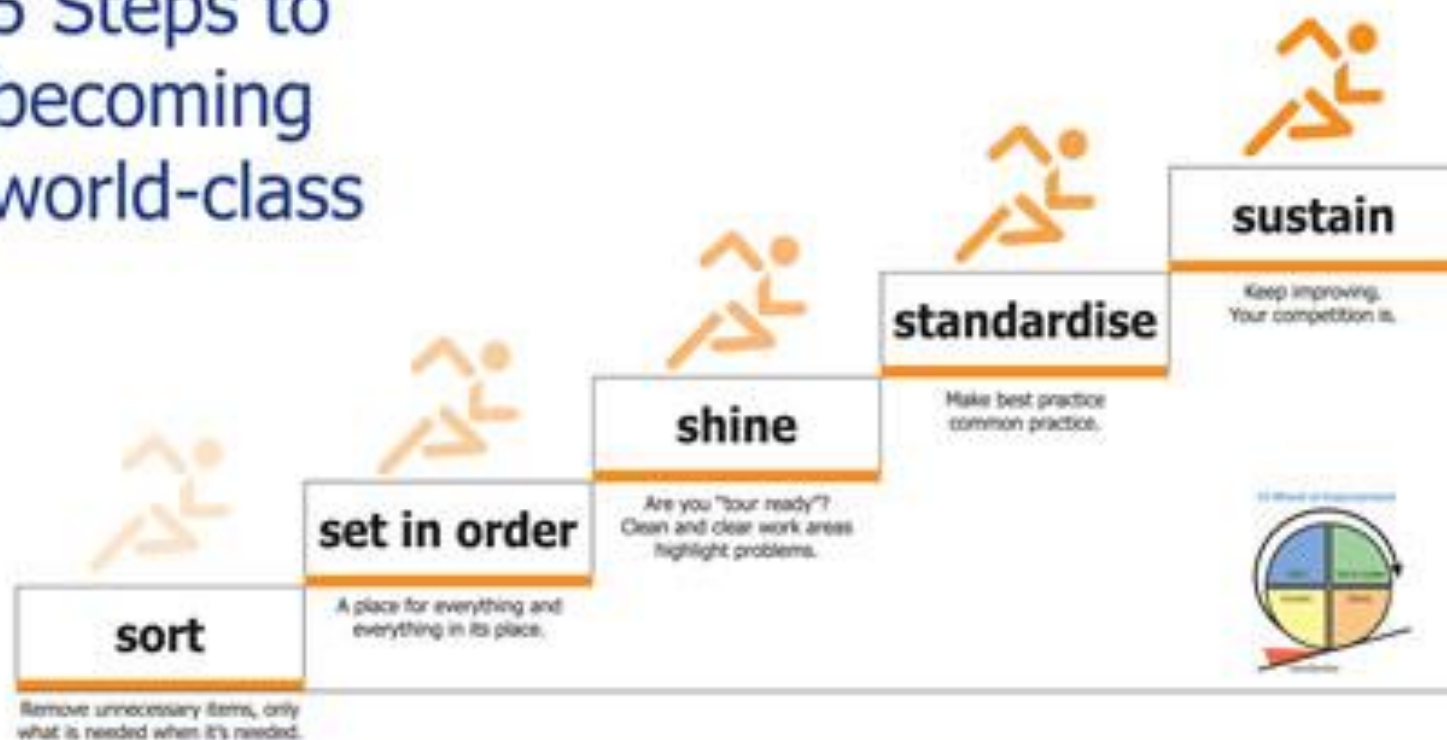 5 Steps to
becoming
world-class
sustain
Keep improving.
Your competition is.
standardise
Make best practice
common practice.
shine
Are you "tour ready"?
Clean and clear work areas
highlight problems.
set in order
A place for everything and
everything in its place.
sort
Remove unnecessary items, only
what is needed when it's needed.